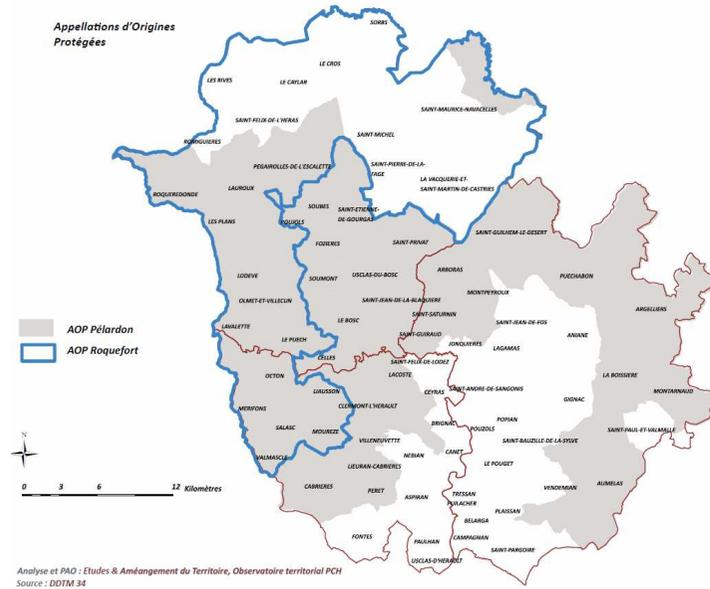 Appellations d'Origines
Protégées
SORBS
LE CROS
LES RIVES
LE CAYLAR
SAINT-MAURICE-NAVACELLES
SAINT-FELIX-DE-L'HERAS
SAINT-MICHEL
ROMIGUIERES
PEGAIROLLES-DE-L'ESCALETTE
SAINT-PIERRE-DE-LA-
FAGE
LA VACQUERIE-ET-
SAINT-MARTIN-DE-CASTRIES
LAUROUX
ROQUEREDONDE
SOUBES
SAINT-ETIENNE-
DE-GOURGAS
LES PLANS
POUJOLS
SAINT-GUILHEM-LE-DESERT
FOZIERES
SAINT-PRIVAT
ARBORAS
LODEVE
SOUMONT
USCLAS-DU-BOSC
PUECHABON
MONTPEYROUX
OLMET-ET-VILLECUN
SAINT-JEAN-DE-LA-BLAQUIERE
ARGELLIERS
SAINT-SATURNIN
LE BOSC
SAINT-JEAN-DE-FOS
LAVALETTE
SAINT-GUIRAUD
ANIANE
LE PUECH
JONQUIERES
LAGAMAS
CELLES
SAINT-FELIX-DE-LODEZ
OCTON
LACOSTE
LA BOISSIERE
LIAUSSON
CEYRAS
SAINT-ANDRE-DE-SANGONIS
MONTARNAUD
GIGNAC
MERIFONS
CLERMONT-L'HERAULT
POPIAN
SALASC
BRIGNAC
POUZOLS
MOUREZE
SAINT-PAUL-ET-VALMALLE
VILLENEUVETTE
SAINT-BAUZILLE-DE-LA-SYLVE
NEBIAN
CANET
VALMASCLE
LIEURAN-CABRIERES
LE POUGET
CABRIERES
PERET
ASPIRAN
TRESSAN
VENDEMIAN
AUMELAS
PUILACHER
PLAISSAN
BELARGA
FONTES
PAULHAN
CAMPAGNAN
SAINT-PARGOIRE
USCLAS-D'HERAULT
AOP Pélardon
AOP Roquefort
N
0 3 6 12 Kilomètres
Analyse et PAO : Etudes & Améangement du Territoire, Observatoire territorial PCH
Source : DDTM 34